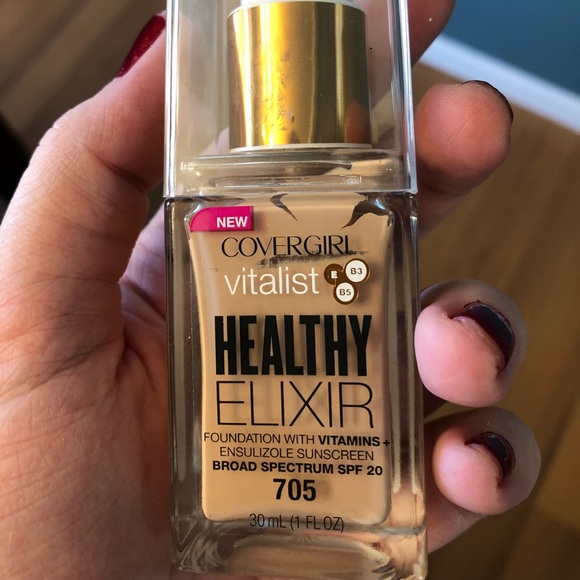 NEW
COVERGIRL
vitalist E B3
B5
HEALTHY
ELIXIR
FOUNDATION WITH VITAMINS +
ENSULIZOLE SUNSCREEN
BROAD SPECTRUM SPF 20
705
30 mL (1 FL OZ)